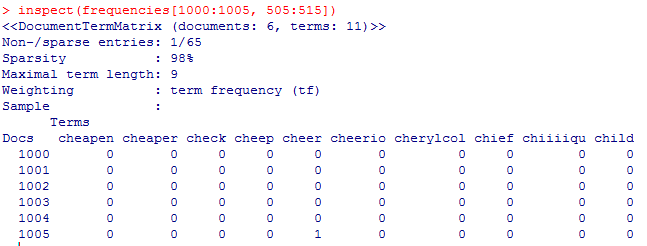 > inspect(frequencies[1000:1005, 505:515])
<<DocumentTermMatrix (documents: 6, terms: 11)>>
Non-/sparse entries: 1/65
Sparsity           : 98%
Maximal term length: 9
Weighting          : term frequency (tf)
Sample             :
      Terms
Docs   cheapen cheaper check cheep cheer cheerio cherylcol chief chiiiiqu child
  1000       0       0     0     0     0       0         0     0        0     0
  1001       0       0     0     0     0       0         0     0        0     0
  1002       0       0     0     0     0       0         0     0        0     0
  1003       0       0     0     0     0       0         0     0        0     0
  1004       0       0     0     0     0       0         0     0        0     0
  1005       0       0     0     0     1       0         0     0        0     0